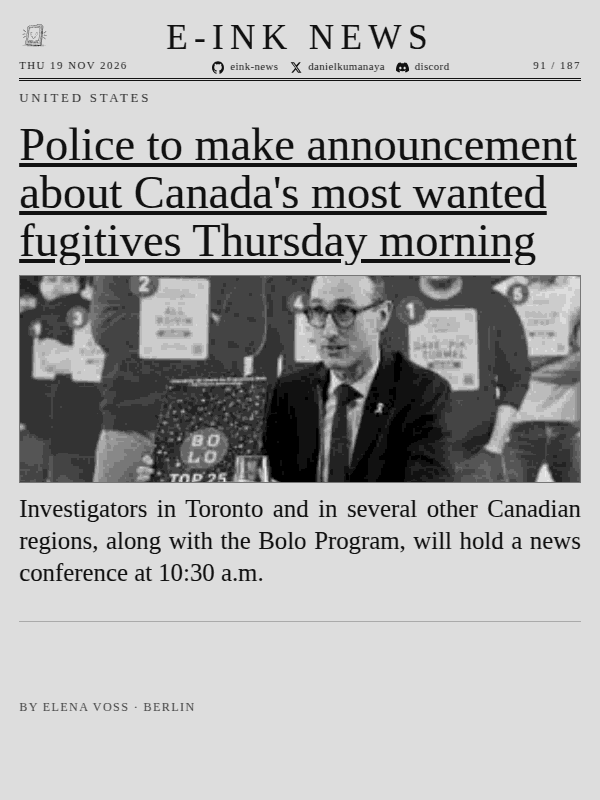 E-INK NEWS
THU 19 NOV 2026
eink-news danielkumanaya discord
91 / 187
UNITED STATES
Police to make announcement
about Canada's most wanted
fugitives Thursday morning
2
3
4
1
5
ALL
BO
LO
TOP 25
Investigators in Toronto and in several other Canadian
regions, along with the Bolo Program, will hold a news
conference at 10:30 a.m.
BY ELENA VOSS · BERLIN